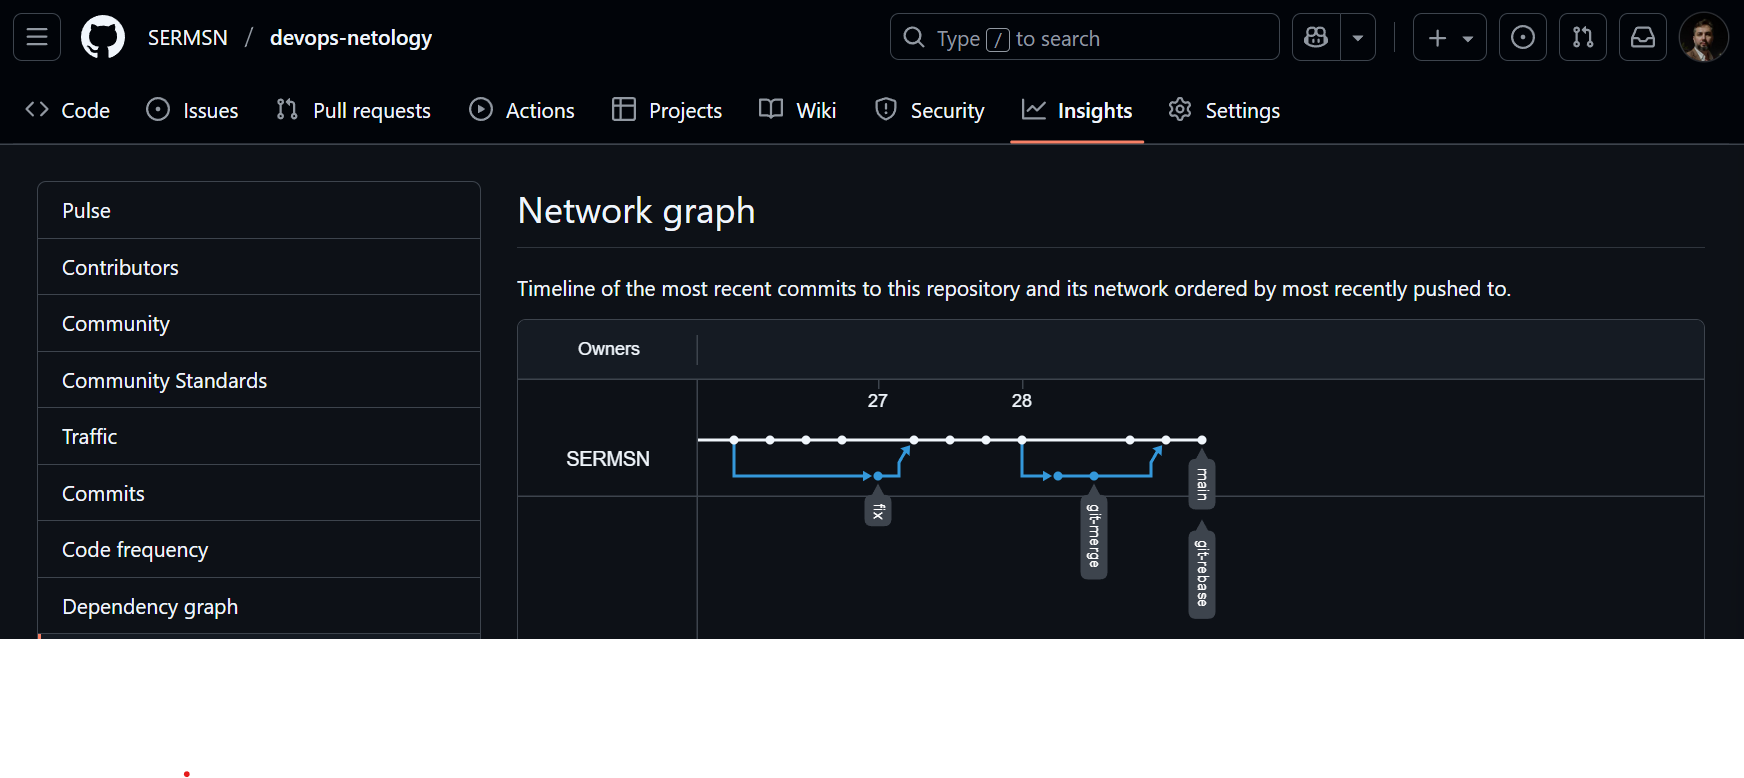 SERMSN / devops-netology
Type / to search
Code
Issues
Pull requests
Actions
Projects
Wiki
Security
Insights
Settings
Pulse
Contributors
Community
Community Standards
Traffic
Commits
Code frequency
Dependency graph
Network graph
Timeline of the most recent commits to this repository and its network ordered by most recently pushed to.
Owners
27
28
SERMSN
fix
git-merge
main
git-rebase